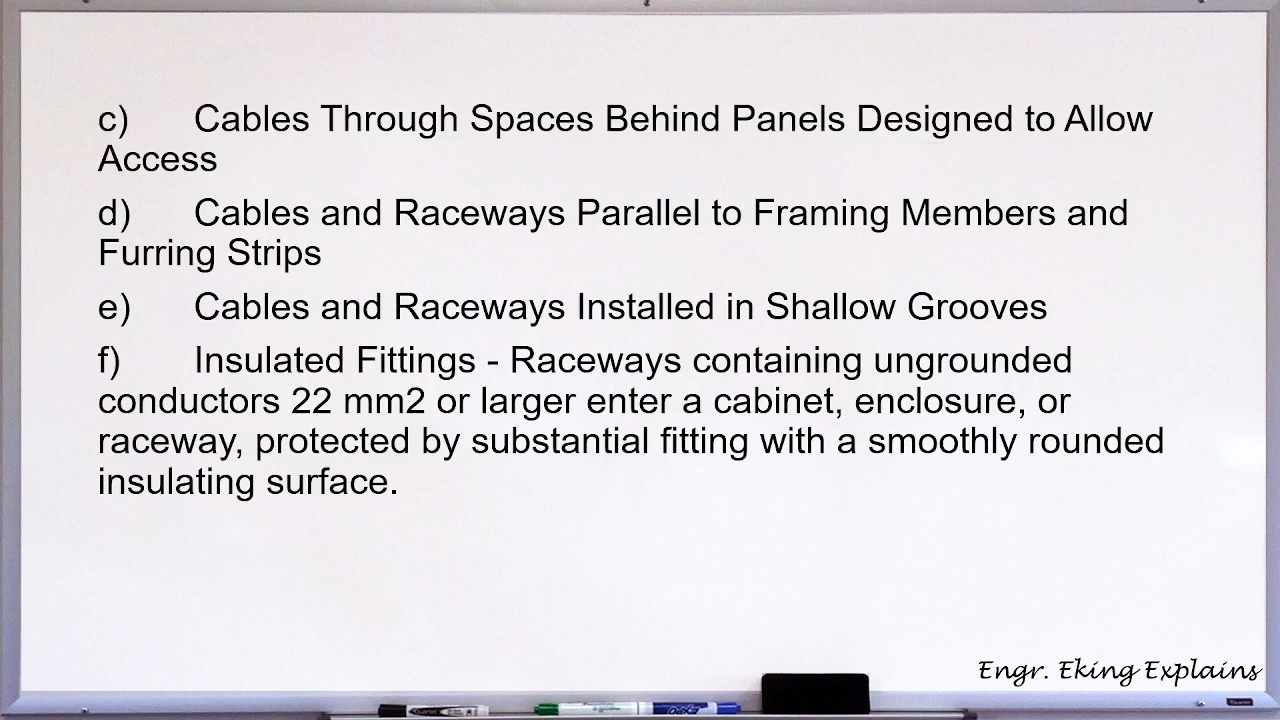 c) Cables Through Spaces Behind Panels Designed to Allow
Access
d) Cables and Raceways Parallel to Framing Members and
Furring Strips
e) Cables and Raceways Installed in Shallow Grooves
f) Insulated Fittings - Raceways containing ungrounded
conductors 22 mm2 or larger enter a cabinet, enclosure, or
raceway, protected by substantial fitting with a smoothly rounded
insulating surface.
Engr. Eking Explains